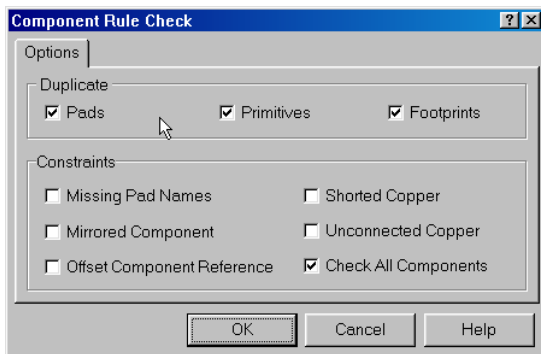 Component Rule Check
Options
Duplicate
Pads Primitives Footprints
Constraints
Missing Pad Names Shorted Copper
Mirrored Component Unconnected Copper
Offset Component Reference Check All Components
OK Cancel Help